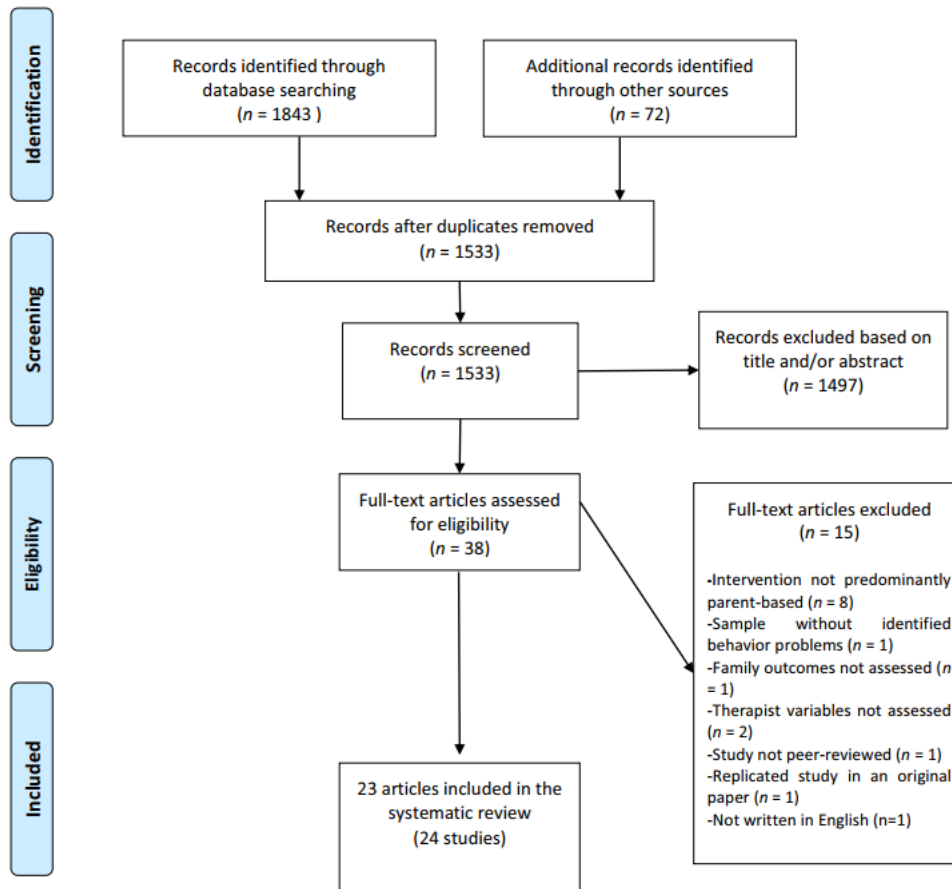 Identification
Records identified through
database searching
(n = 1843 )
Additional records identified
through other sources
(n = 72)
Records after duplicates removed
(n = 1533)
Screening
Records screened
(n = 1533)
Records excluded based on
title and/or abstract
(n = 1497)
Eligibility
Full-text articles assessed
for eligibility
(n = 38)
Full-text articles excluded
(n = 15)
-Intervention not predominantly
parent-based (n = 8)
-Sample without identified
behavior problems (n = 1)
-Family outcomes not assessed (n
= 1)
-Therapist variables not assessed
(n = 2)
-Study not peer-reviewed (n = 1)
-Replicated study in an original
paper (n = 1)
-Not written in English (n=1)
Included
23 articles included in the
systematic review
(24 studies)